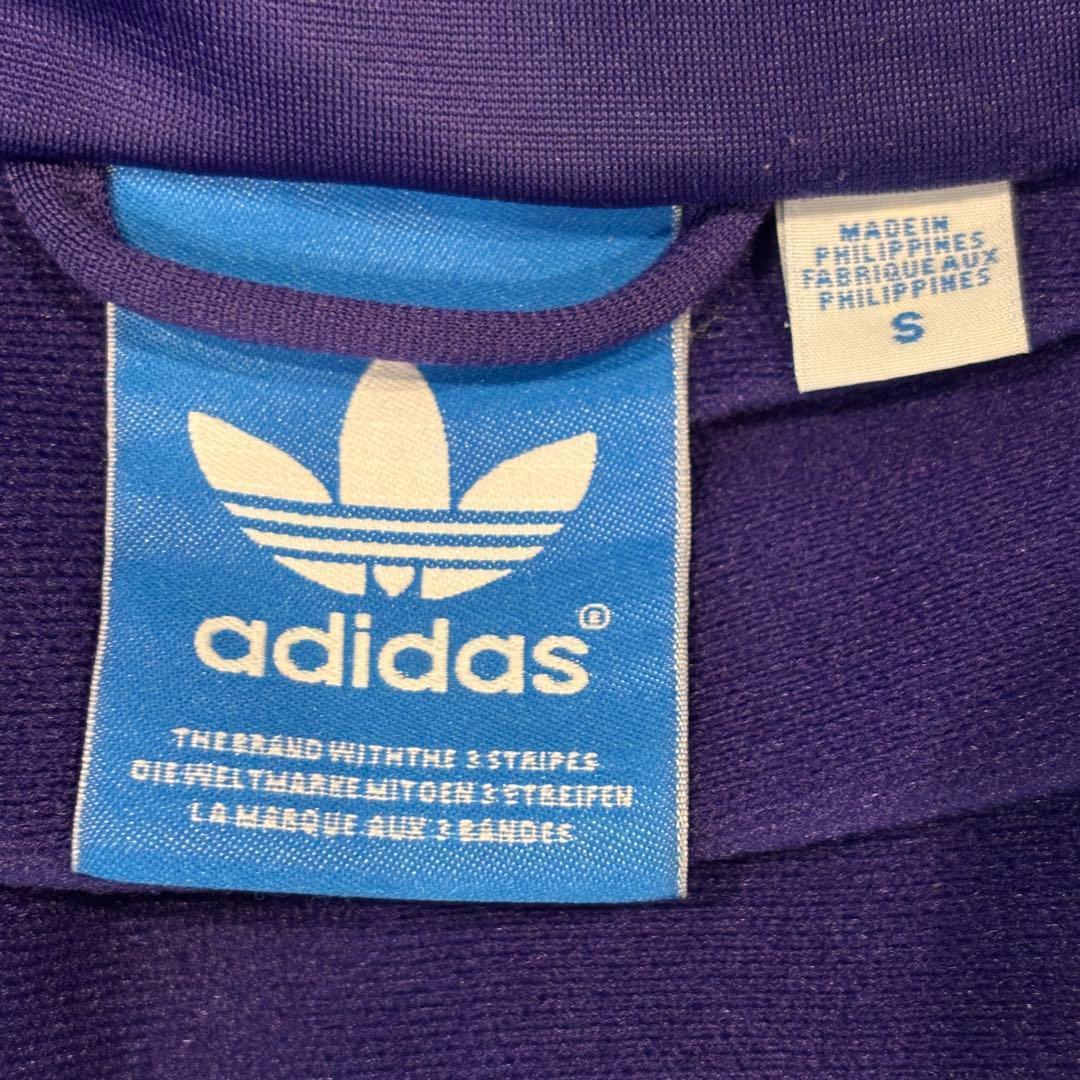 adidas®
THE BRAND WITH THE 3 STRIPES
DIE WELTMARKE MIT DEN 3 STREIFEN
LA MARQUE AUX 3 BANDES
MADE IN
PHILIPPINES
FABRIQUE AUX
PHILIPPINES
S